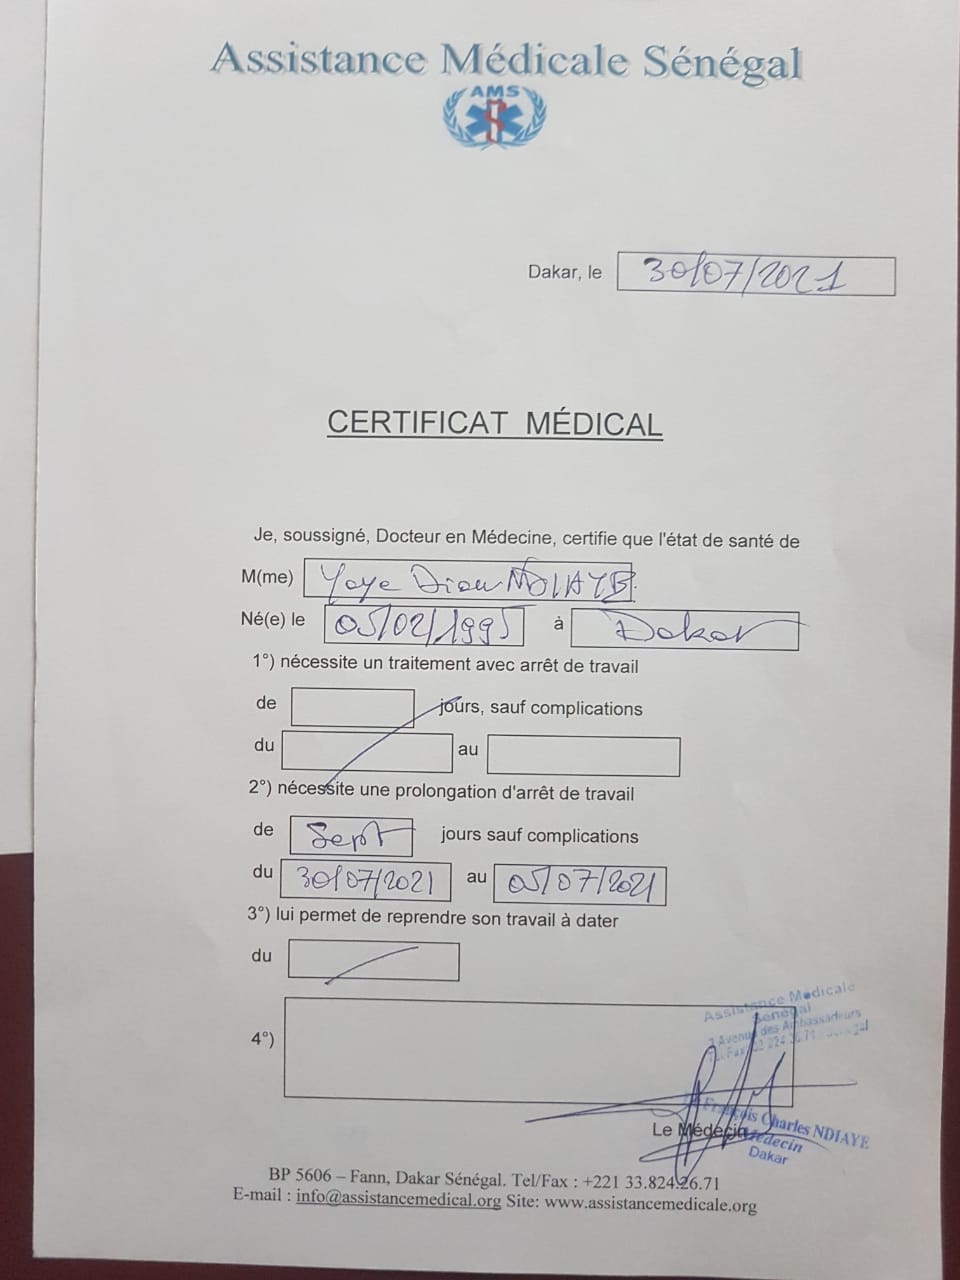 Assistance Médicale Sénégal
AMS
Dakar, le 30/07/2021
CERTIFICAT MÉDICAL
Je, soussigné, Docteur en Médecine, certifie que l'état de santé de
M(me) Yaye Diou NDIAYE
Né(e) le 05/02/1995 à Dakar
1°) nécessite un traitement avec arrêt de travail
de jours, sauf complications
du au
2°) nécessite une prolongation d'arrêt de travail
de Sept jours sauf complications
du 30/07/2021 au 05/07/2021
3°) lui permet de reprendre son travail à dater
du
4°)
Assistance Medicale
Sénégal
Avenue des Ambassadeurs
François Charles NDIAYE
Le Médecin
Médecin
Dakar
BP 5606 – Fann, Dakar Sénégal. Tel/Fax : +221 33.824.26.71
E-mail : info@assistancemedical.org Site: www.assistancemedicale.org